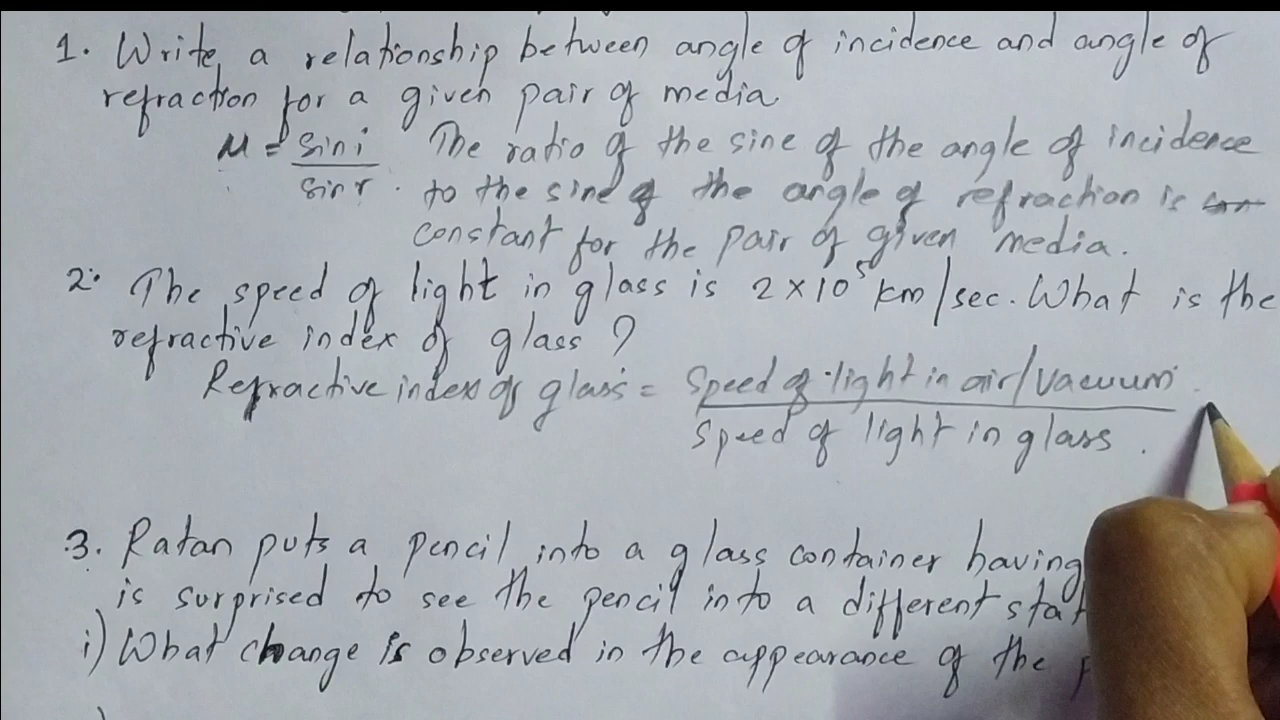 1. Write a relationship between angle of incidence and angle of
refraction for a given pair of media
μ = sin i / sin r . The ratio of the sine of the angle of incidence
to the sine of the angle of refraction is
constant for the pair of given media.
2. The speed of light in glass is 2×10⁵ km/sec. What is the
refractive index of glass ?
Refractive index of glass = Speed of light in air/vacuum
Speed of light in glass .
3. Ratan puts a pencil into a glass container having
is surprised to see the pencil into a different
i) What change is observed in the appearance of the